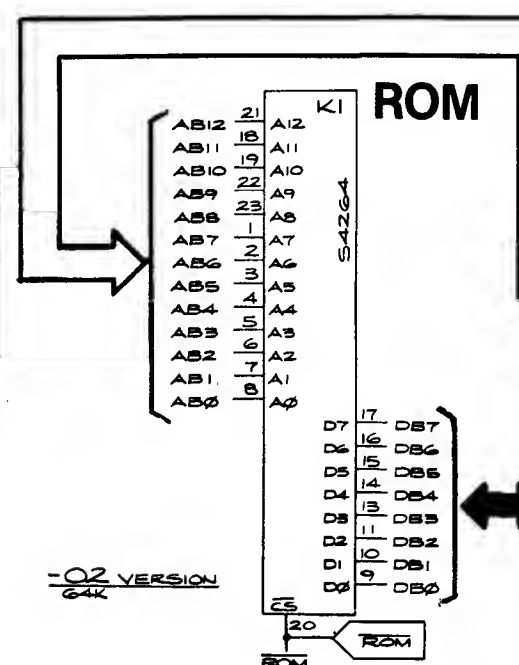 K1 ROM
S4264
AB12 21 A12
AB11 18 A11
AB10 19 A10
AB9 22 A9
AB8 23 A8
AB7 1 A7
AB6 2 A6
AB5 3 A5
AB4 4 A4
AB3 5 A3
AB2 6 A2
AB1 7 A1
ABØ 8 AØ
D7 17 DB7
D6 16 DB6
D5 15 DB5
D4 14 DB4
D3 13 DB3
D2 11 DB2
D1 10 DB1
DØ 9 DBØ
-02 VERSION
64K
C̅S̅
20
R̅O̅M̅
R̅O̅M̅